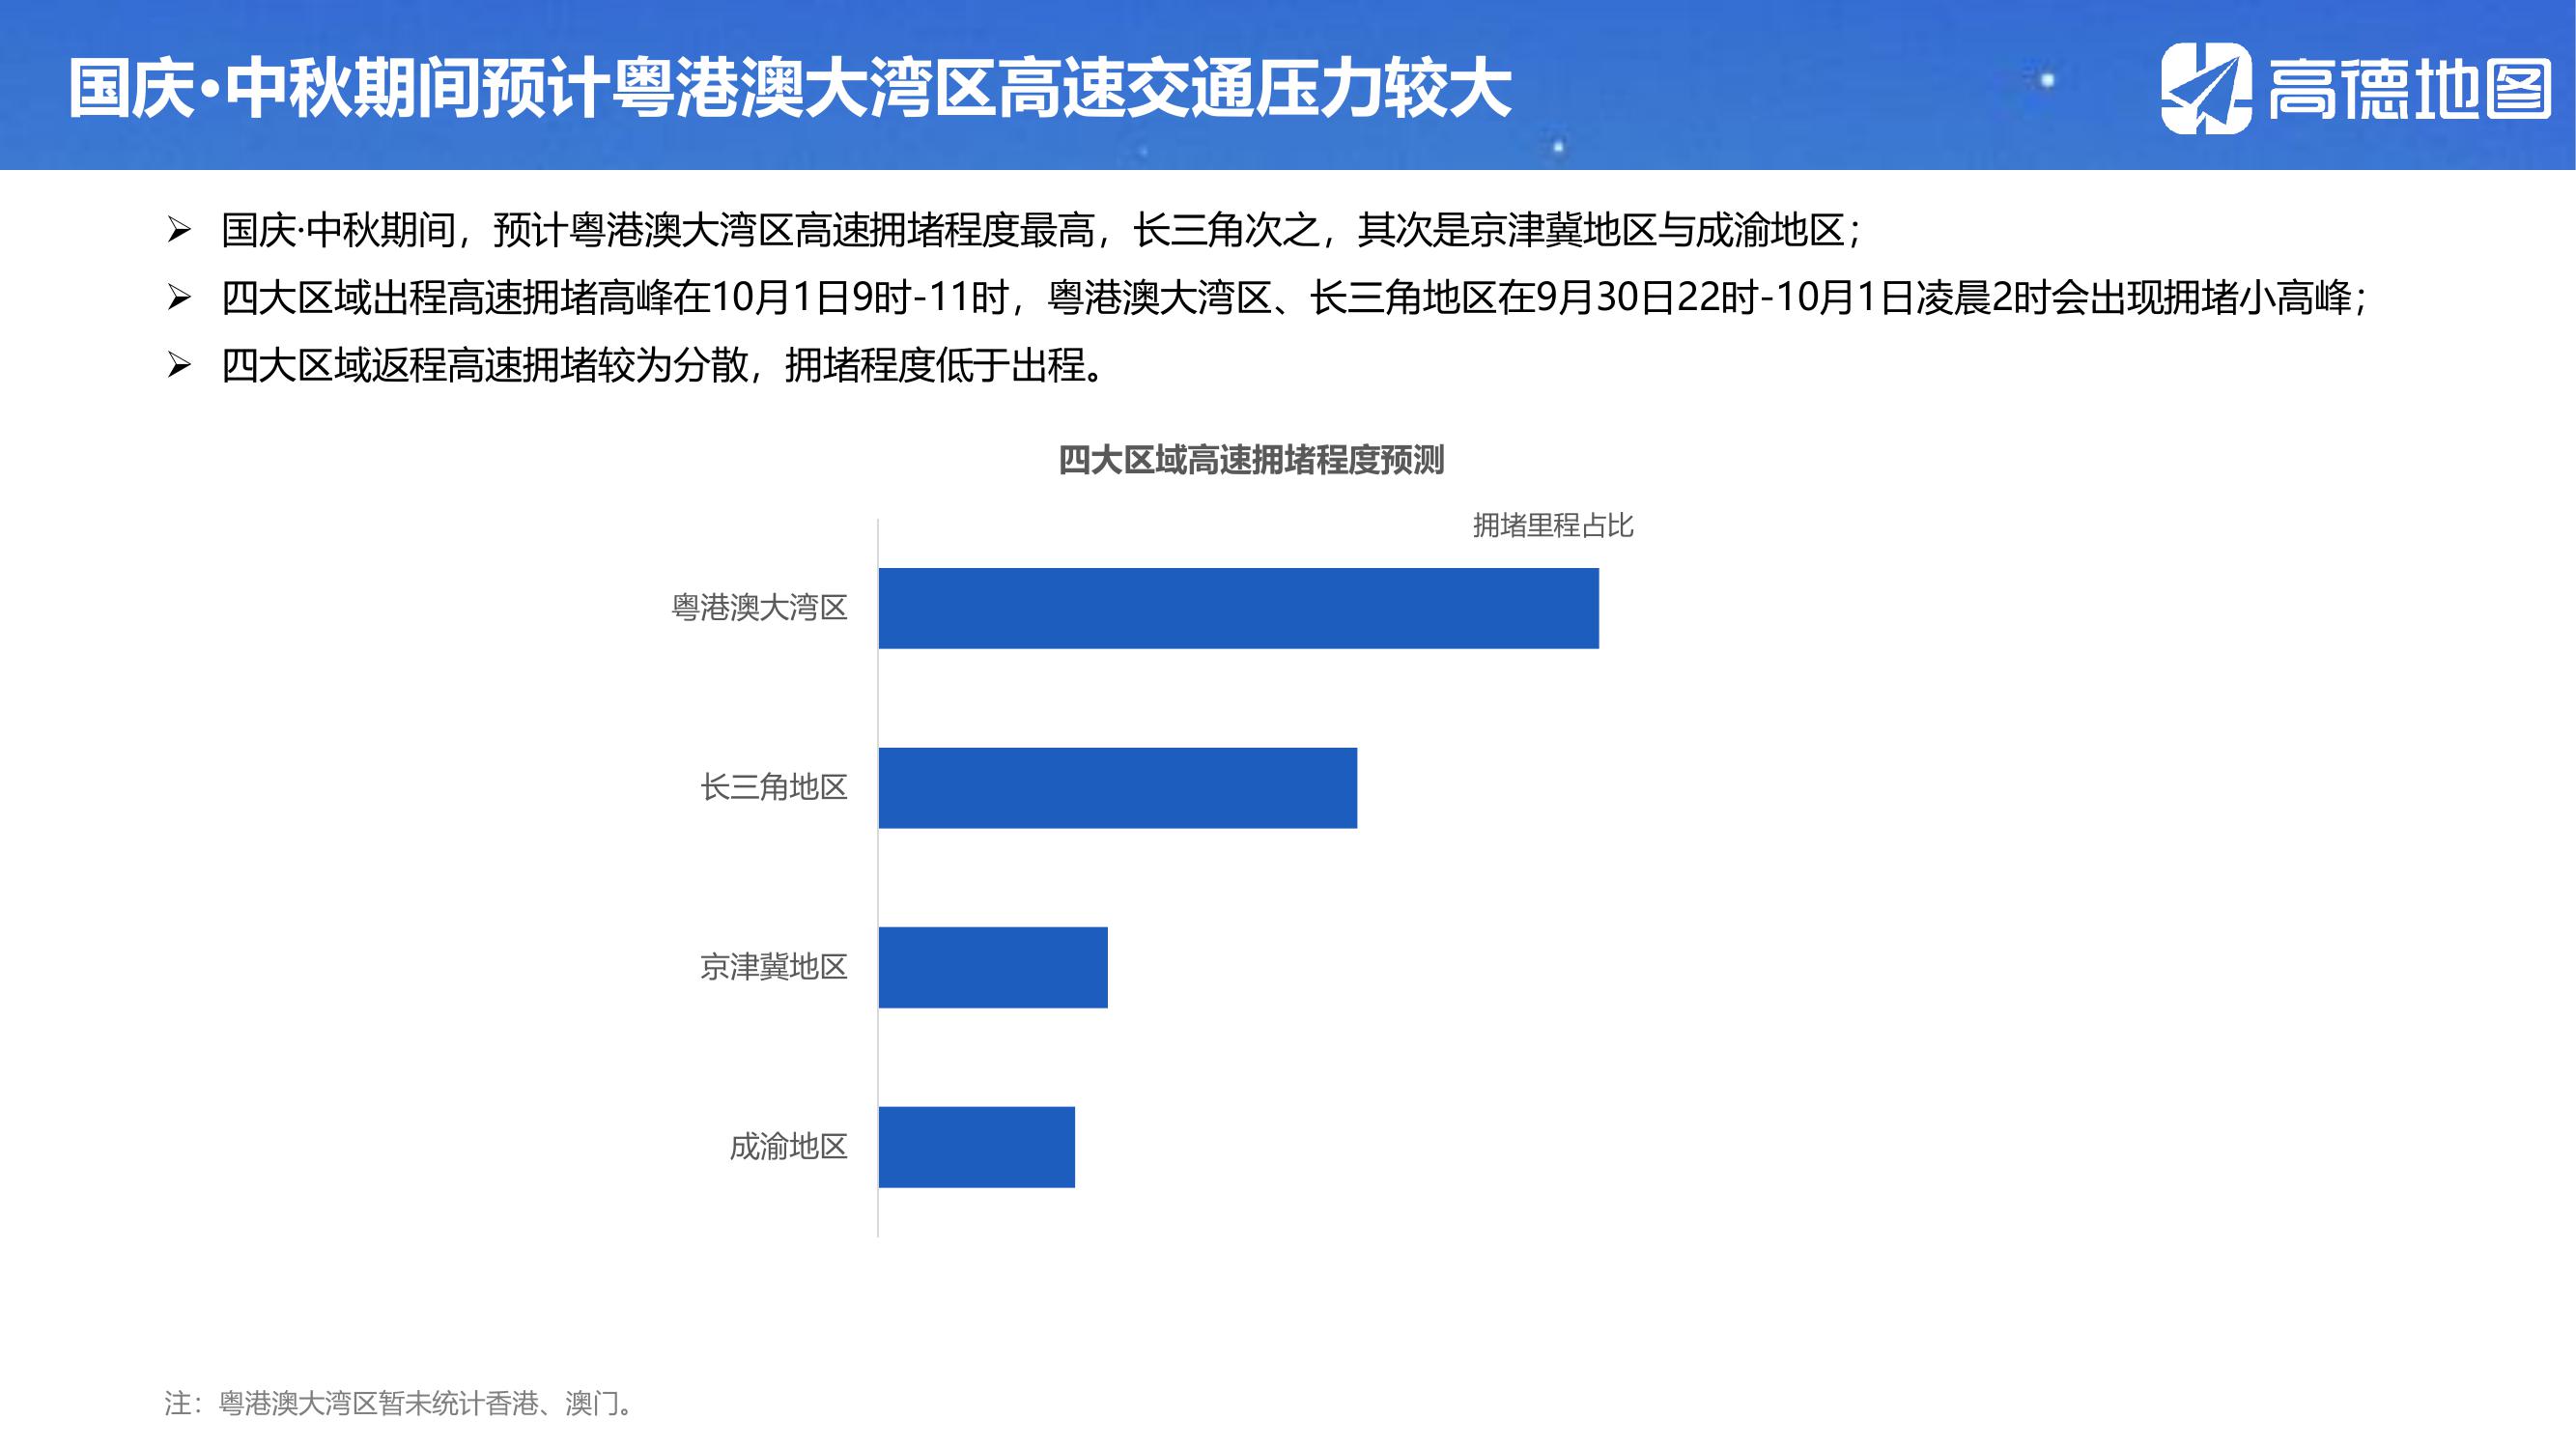 国庆·中秋期间预计粤港澳大湾区高速交通压力较大
高德地图
➢ 国庆·中秋期间，预计粤港澳大湾区高速拥堵程度最高，长三角次之，其次是京津冀地区与成渝地区；
➢ 四大区域出程高速拥堵高峰在10月1日9时-11时，粤港澳大湾区、长三角地区在9月30日22时-10月1日凌晨2时会出现拥堵小高峰；
➢ 四大区域返程高速拥堵较为分散，拥堵程度低于出程。
四大区域高速拥堵程度预测
拥堵里程占比
粤港澳大湾区
长三角地区
京津冀地区
成渝地区
注：粤港澳大湾区暂未统计香港、澳门。